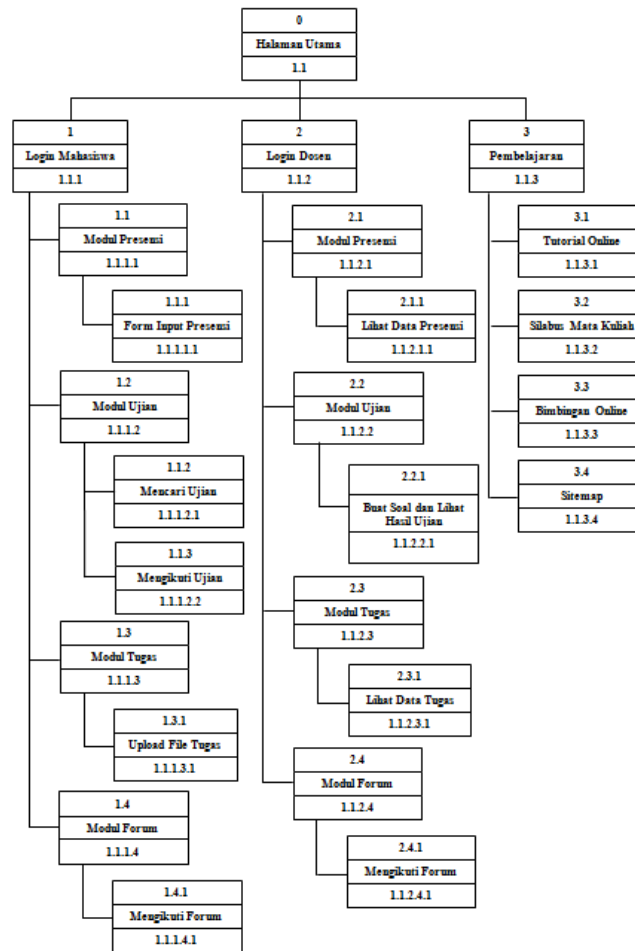 0
Halaman Utama
1.1
1
Login Mahasiswa
1.1.1
1.1
Modul Presensi
1.1.1.1
1.1.1
Form Input Presensi
1.1.1.1.1
1.2
Modul Ujian
1.1.1.2
1.1.2
Mencari Ujian
1.1.1.2.1
1.1.3
Mengikuti Ujian
1.1.1.2.2
1.3
Modul Tugas
1.1.1.3
1.3.1
Upload File Tugas
1.1.1.3.1
1.4
Modul Forum
1.1.1.4
1.4.1
Mengikuti Forum
1.1.1.4.1
2
Login Dosen
1.1.2
2.1
Modul Presensi
1.1.2.1
2.1.1
Lihat Data Presensi
1.1.2.1.1
2.2
Modul Ujian
1.1.2.2
2.2.1
Buat Soal dan Lihat
Hasil Ujian
1.1.2.2.1
2.3
Modul Tugas
1.1.2.3
2.3.1
Lihat Data Tugas
1.1.2.3.1
2.4
Modul Forum
1.1.2.4
2.4.1
Mengikuti Forum
1.1.2.4.1
3
Pembelajaran
1.1.3
3.1
Tutorial Online
1.1.3.1
3.2
Silabus Mata Kuliah
1.1.3.2
3.3
Bimbingan Online
1.1.3.3
3.4
Sitemap
1.1.3.4